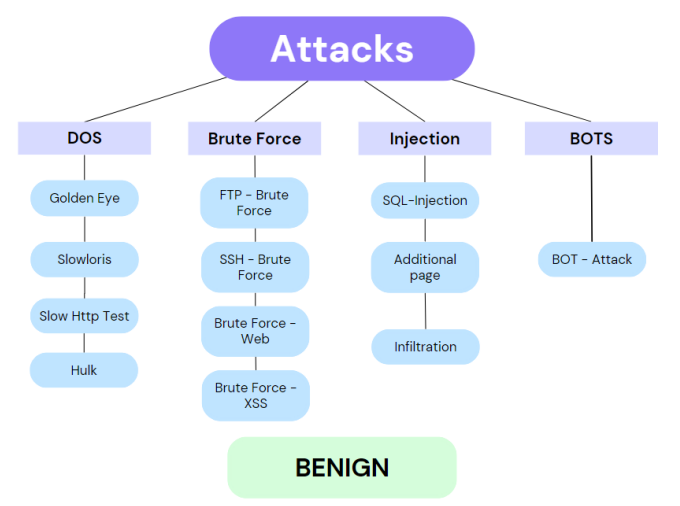 Attacks
DOS
Brute Force
Injection
BOTS
Golden Eye
Slowloris
Slow Http Test
Hulk
FTP - Brute
Force
SSH - Brute
Force
Brute Force -
Web
Brute Force -
XSS
SQL-Injection
Additional
page
Infiltration
BOT - Attack
BENIGN